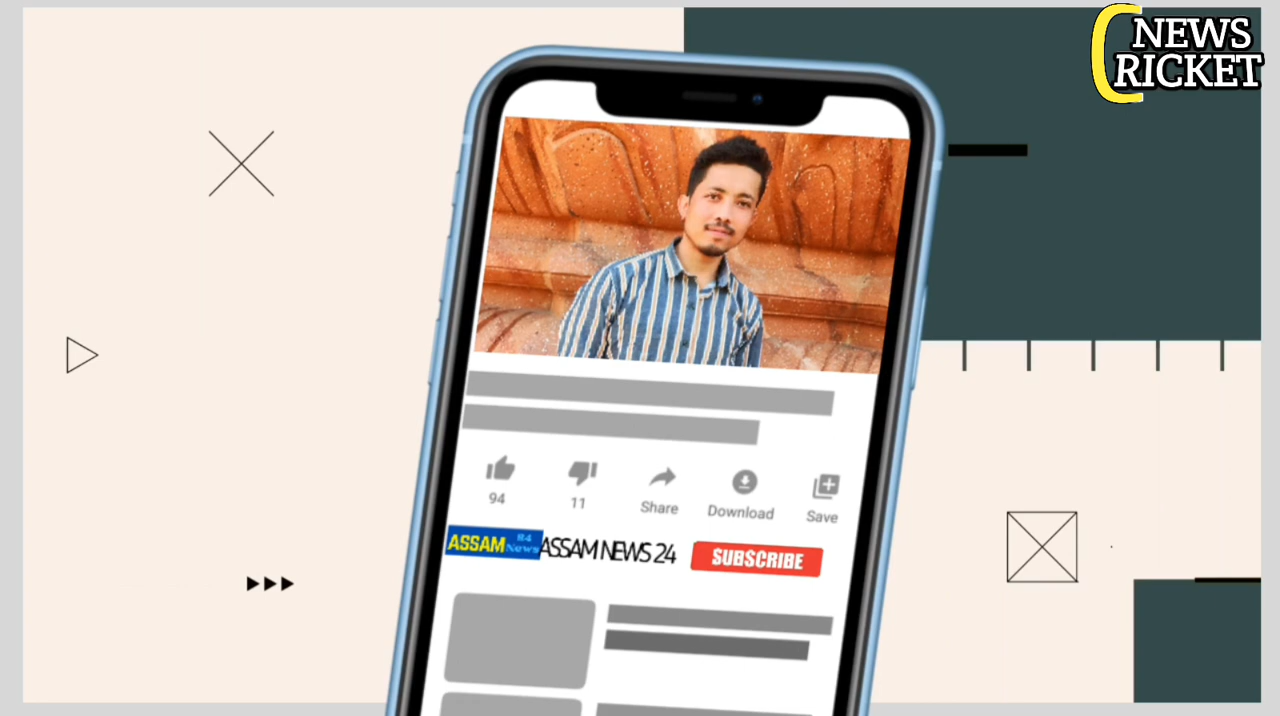 NEWS
CRICKET
94
11
Share
Download
Save
ASSAM
24
News
ASSAM NEWS 24
SUBSCRIBE